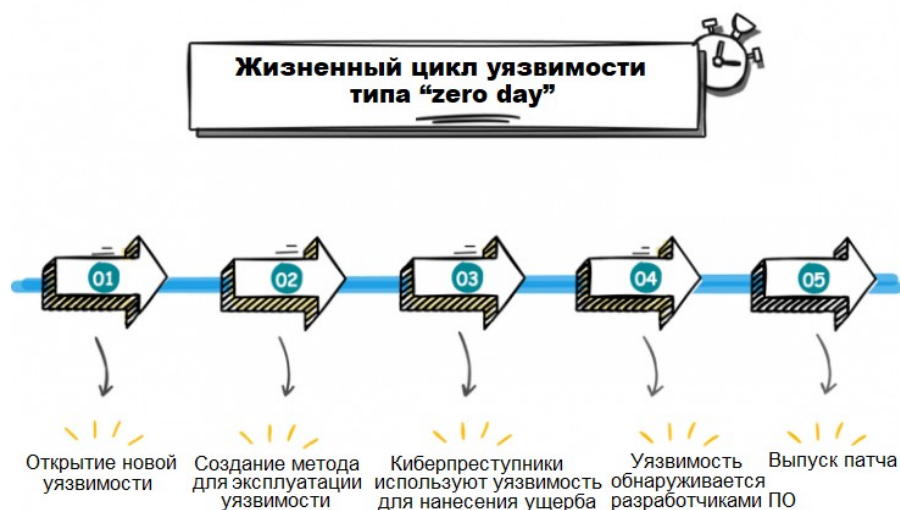 Жизненный цикл уязвимости
типа “zero day”
01
02
03
04
05
Открытие новой
уязвимости
Создание метода
для эксплуатации
уязвимости
Киберпреступники
используют уязвимость
для нанесения ущерба
Уязвимость
обнаруживается
разработчиками ПО
Выпуск патча